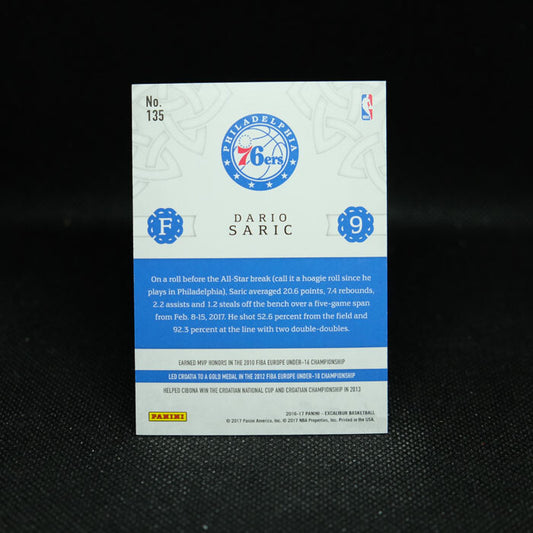 No.
135
PHILADELPHIA
76ers
F
DARIO
SARIC
9
On a roll before the All-Star break (call it a hoagie roll since he
plays in Philadelphia), Saric averaged 20.6 points, 7.4 rebounds,
2.2 assists and 1.2 steals off the bench over a five-game span
from Feb. 8-15, 2017. He shot 52.6 percent from the field and
92.3 percent at the line with two double-doubles.
EARNED MVP HONORS IN THE 2010 FIBA EUROPE UNDER-16 CHAMPIONSHIP
LED CROATIA TO A GOLD MEDAL IN THE 2012 FIBA EUROPE UNDER-18 CHAMPIONSHIP
HELPED CIBONA WIN THE CROATIAN NATIONAL CUP AND CROATIAN CHAMPIONSHIP IN 2013
PANINI
2016-17 PANINI - EXCALIBUR BASKETBALL
© 2017 Panini America, Inc. © 2017 NBA Properties, Inc. Printed in the USA.